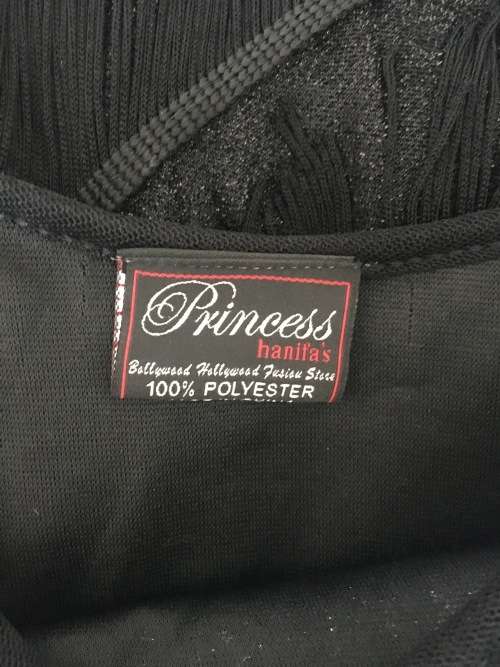 Princess
hanifa's
Bollywood Hollywood Fusion Store
100% POLYESTER